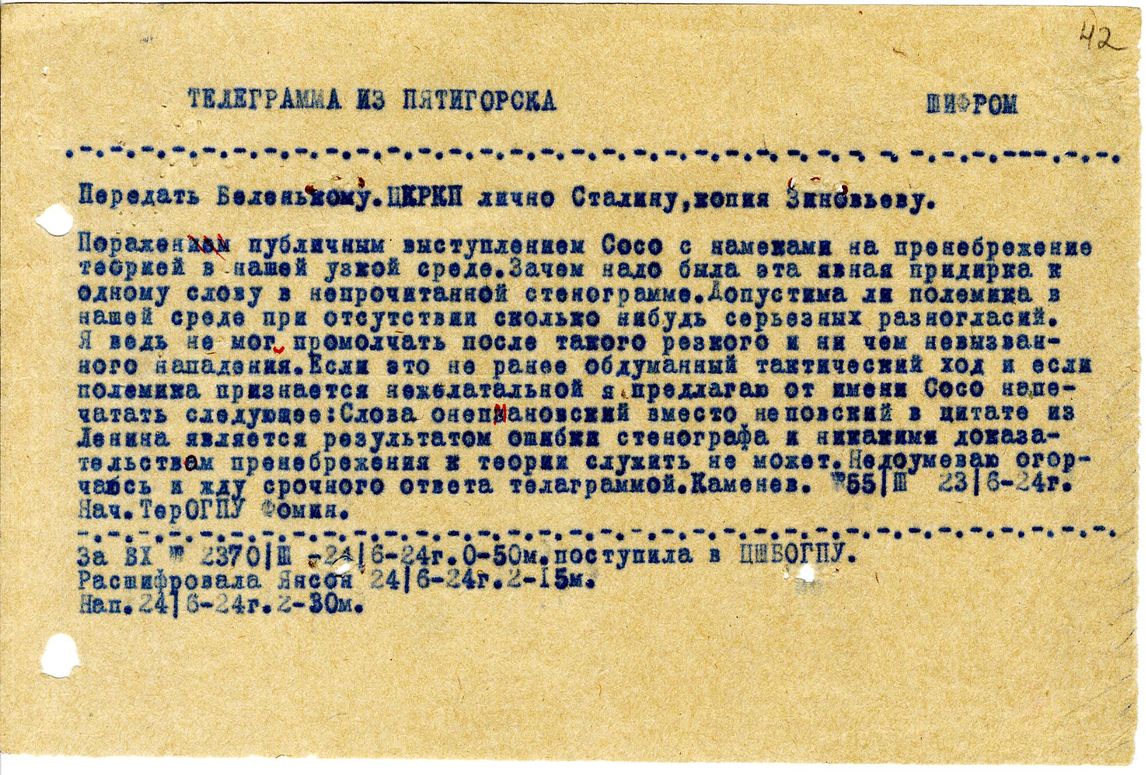 42
ТЕЛЕГРАММА ИЗ ПЯТИГОРСКА ШИФРОМ
Передать Беленькому.ЦКРКП лично Сталину,копия Зиновьеву.
Поражением публичным выступлением Сосо с намеками на пренебрежение
теорией в нашей узкой среде.Зачем надо была эта явная придирка к
одному слову в непрочитанной стенограмме.Допустима ли полемика в
нашей среде при отсутствии сколько нибудь серьезных разногласий.
Я ведь не мог промолчать после такого резкого и ни чем невызван-
ного нападения.Если это не ранее обдуманный тактический ход и если
полемика признается нежелательной я предлагаю от имени Сосо напе-
чатать следующее:Слова онепмановский вместо неповский в цитате из
Ленина является результатом ошибки стенографа и никакими доказа-
тельствам пренебрежения к теории служить не может.Недоумеваю огор-
чаюсь и жду срочного ответа телаграммой.Каменев. №55/Ш 23/6-24г.
Нач.ТерОГПУ Фомин.
За ВХ № 2370/Ш -24/6-24г.0-50м.поступила в ЦШВОГПУ.
Расшифровала Янсон 24/6-24г.2-15м.
Нап.24/6-24г.2-30м.